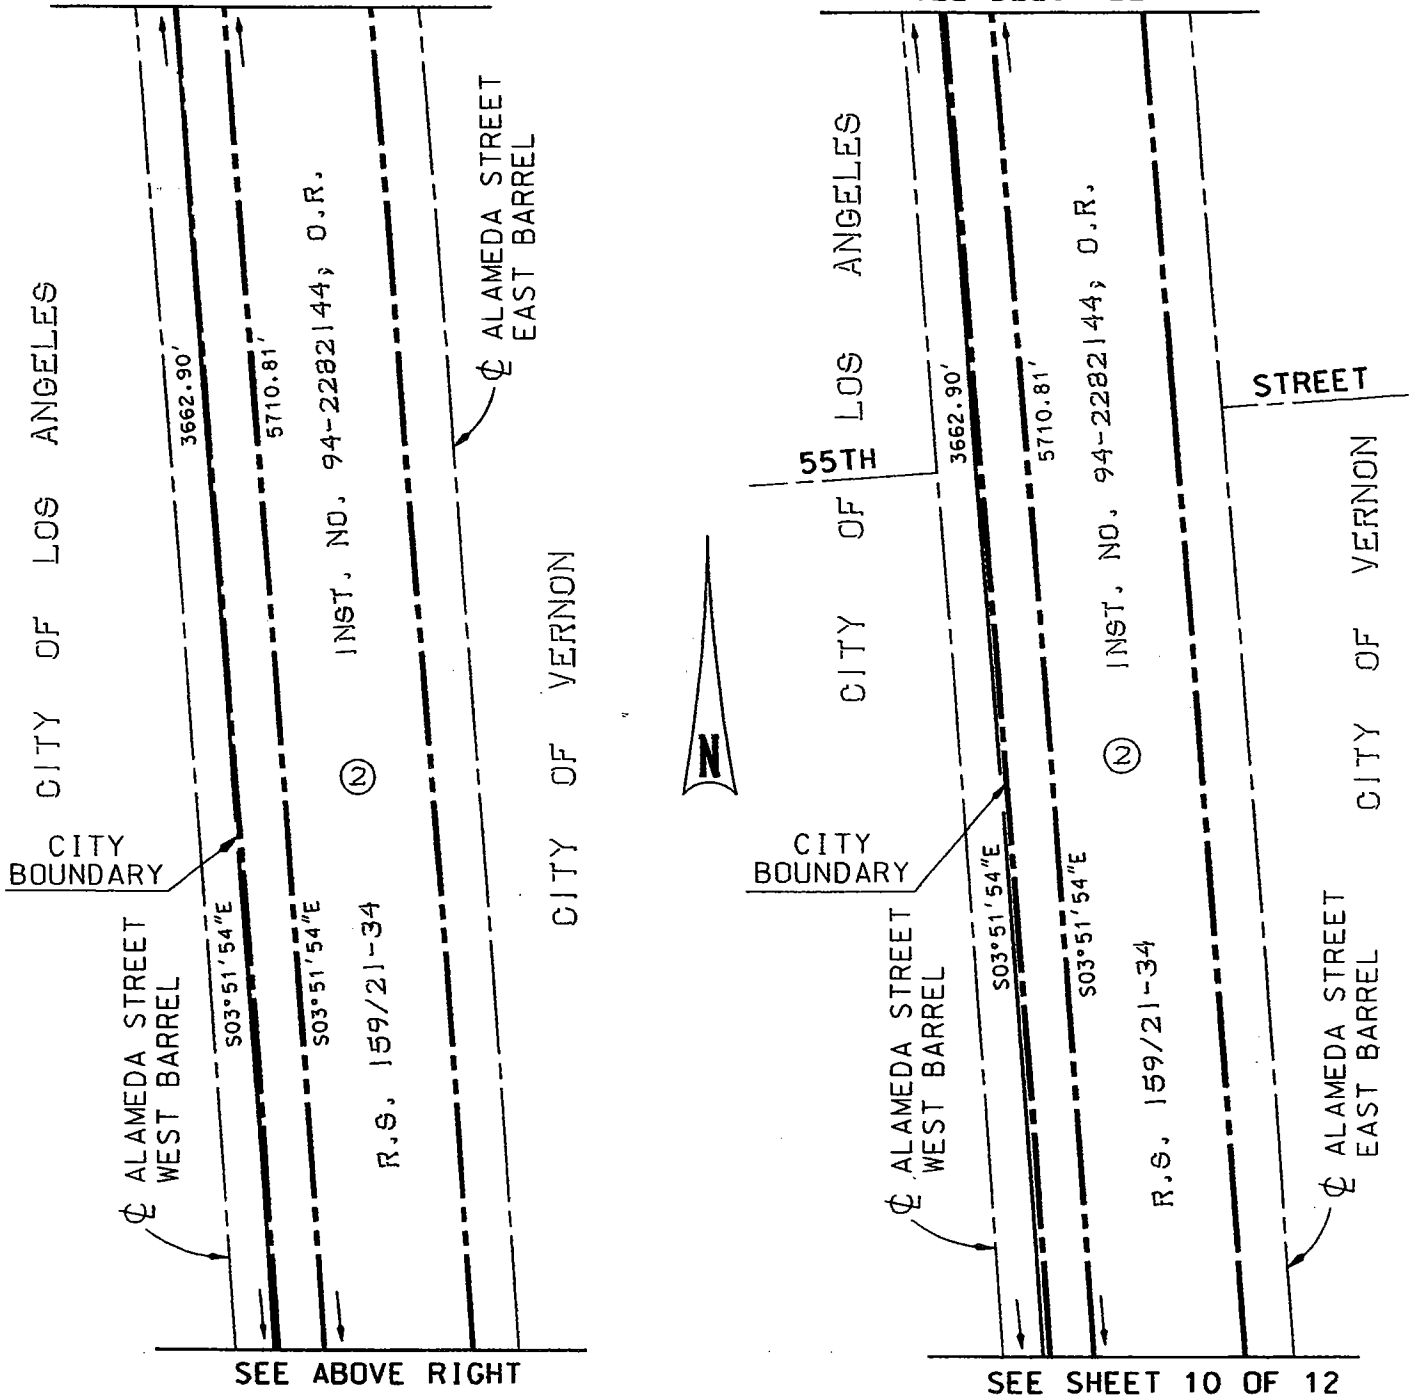 CITY OF LOS ANGELES
3662.90'
5710.81'
INST. NO. 94-2282144; O.R.
℄ ALAMEDA STREET
EAST BARREL
CITY OF VERNON
2
CITY
BOUNDARY
S03°51'54"E
S03°51'54"E
R.S. 159/21-34
℄ ALAMEDA STREET
WEST BARREL
SEE ABOVE RIGHT
N
CITY OF LOS ANGELES
55TH
STREET
3662.90'
5710.81'
INST. NO. 94-2282144; O.R.
CITY OF VERNON
2
CITY
BOUNDARY
S03°51'54"E
S03°51'54"E
R.S. 159/21-34
℄ ALAMEDA STREET
WEST BARREL
℄ ALAMEDA STREET
EAST BARREL
SEE SHEET 10 OF 12